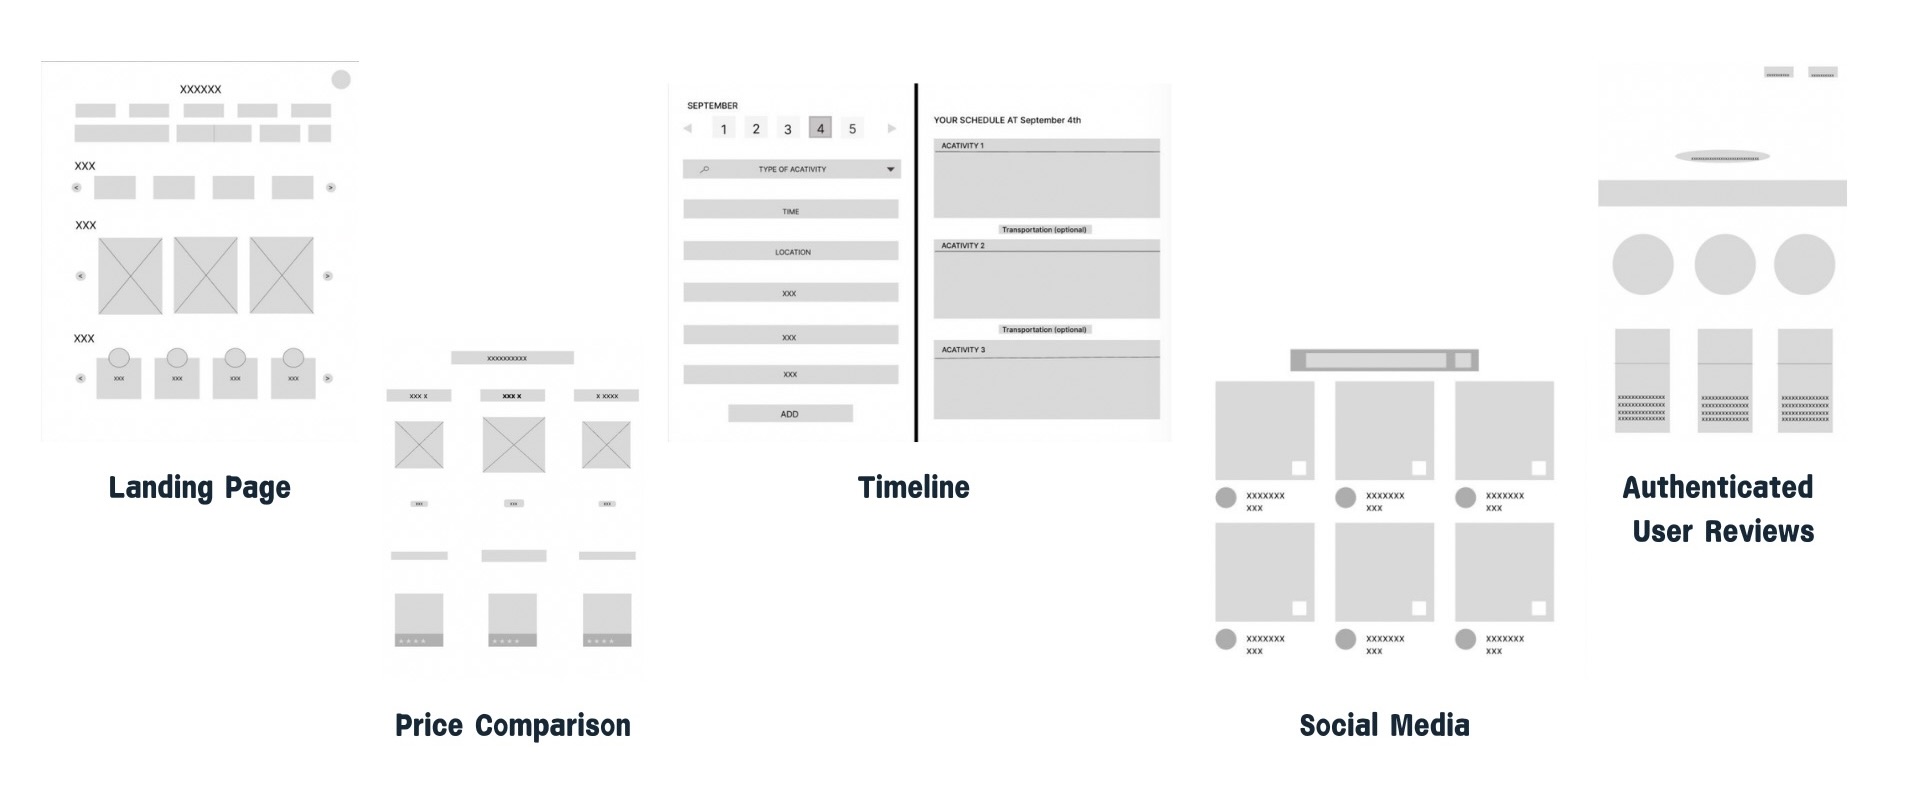 XXXXXX
XXX
< >
XXX
< >
XXX
< xxx xxx xxx xxx >
Landing Page
xxxxxxxxxx
XXX X XXX X X XXXX
xxx xxx xxx
★★★★ ★★★★ ★★★★
Price Comparison
SEPTEMBER
1 2 3 4 5
TYPE OF ACATIVITY
TIME
LOCATION
XXX
XXX
XXX
ADD
YOUR SCHEDULE AT September 4th
ACATIVITY 1
Transportation (optional)
ACATIVITY 2
Transportation (optional)
ACATIVITY 3
Timeline
XXXXXXX XXXXXXX XXXXXXX
XXX XXX XXX
XXXXXXX XXXXXXX XXXXXXX
XXX XXX XXX
Social Media
Authenticated
User Reviews